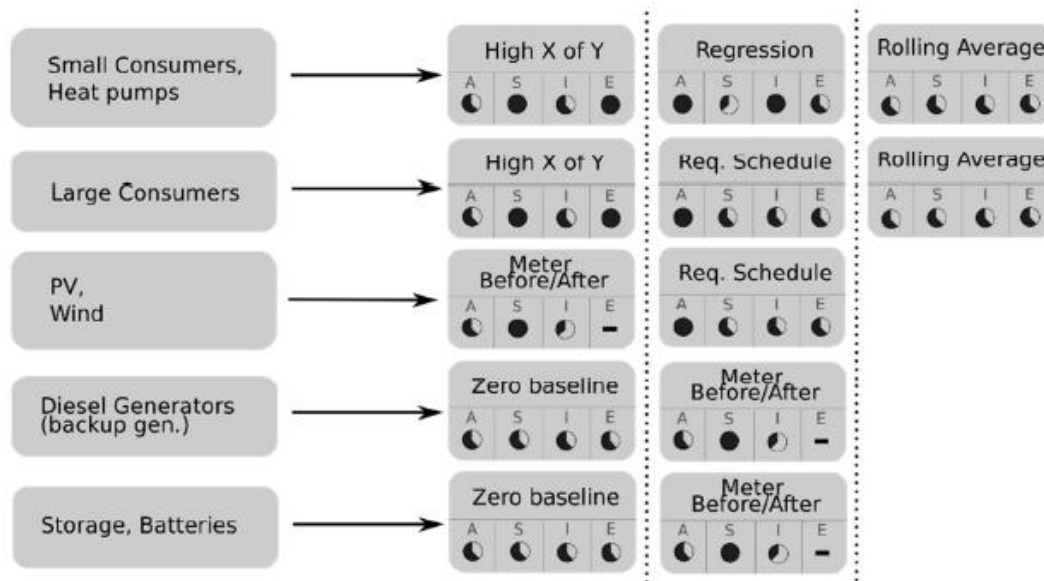 Small Consumers,
Heat pumps
High X of Y
A S I E
Regression
A S I E
Rolling Average
A S I E
Large Consumers
High X of Y
A S I E
Req. Schedule
A S I E
Rolling Average
A S I E
PV,
Wind
Meter
Before/After
A S I E
Req. Schedule
A S I E
Diesel Generators
(backup gen.)
Zero baseline
A S I E
Meter
Before/After
A S I E
Storage, Batteries
Zero baseline
A S I E
Meter
Before/After
A S I E